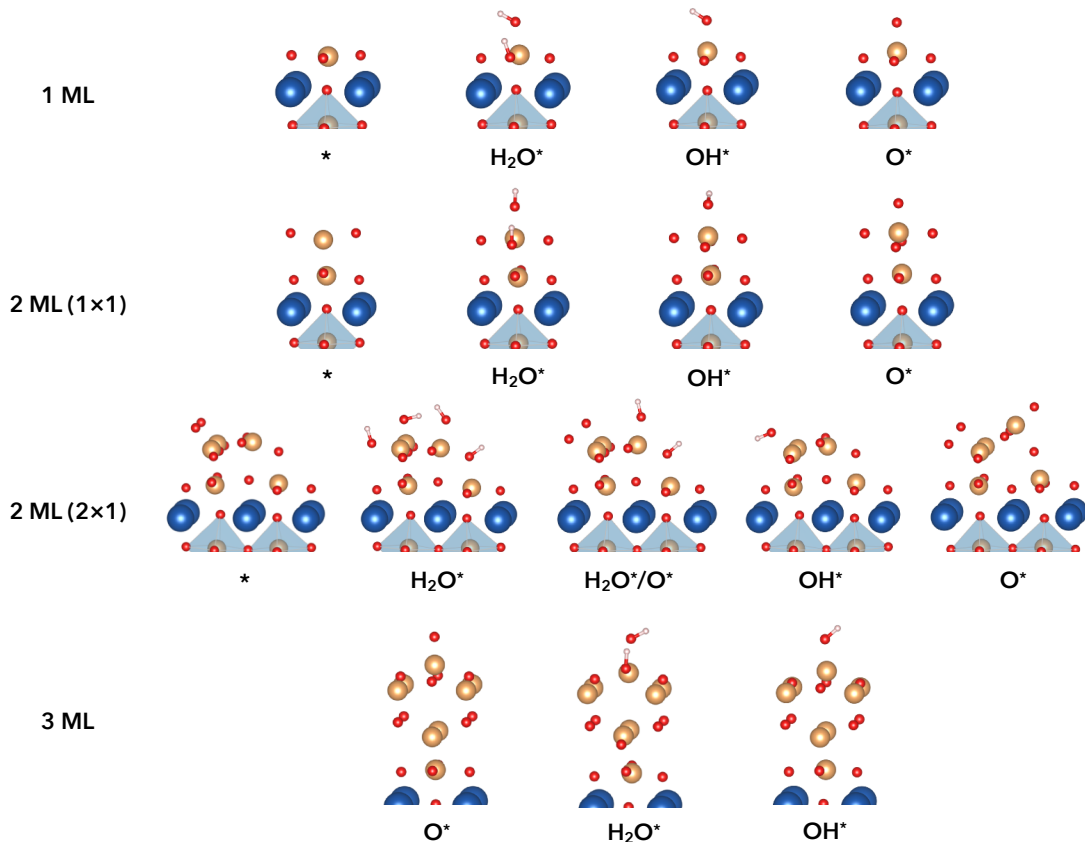 1 ML
* H₂O* OH* O*
2 ML (1×1)
* H₂O* OH* O*
2 ML (2×1)
* H₂O* H₂O*/O* OH* O*
3 ML
O* H₂O* OH*